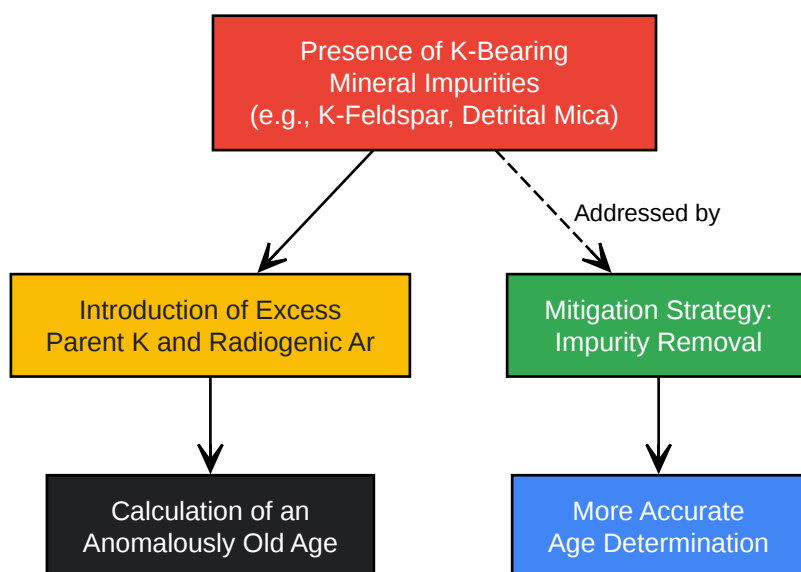 Presence of K-Bearing
Mineral Impurities
(e.g., K-Feldspar, Detrital Mica)
Addressed by
Introduction of Excess
Parent K and Radiogenic Ar
Mitigation Strategy:
Impurity Removal
Calculation of an
Anomalously Old Age
More Accurate
Age Determination